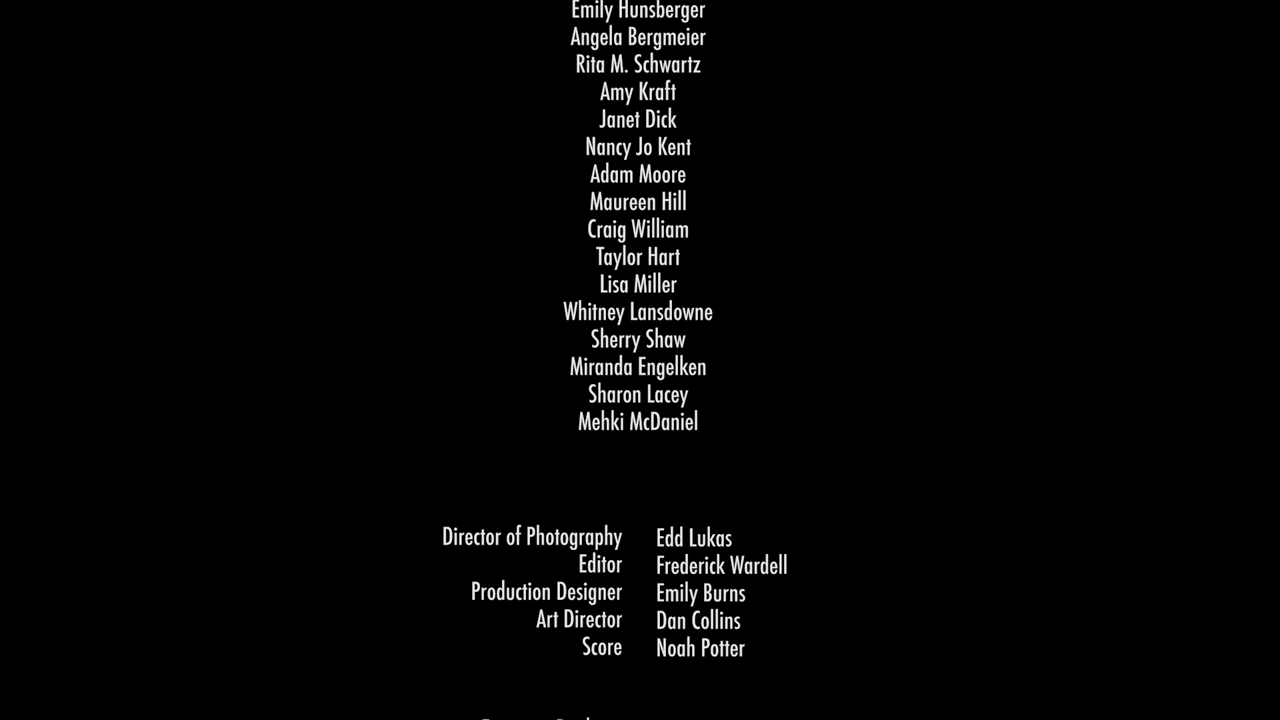 Emily Hunsberger
Angela Bergmeier
Rita M. Schwartz
Amy Kraft
Janet Dick
Nancy Jo Kent
Adam Moore
Maureen Hill
Craig William
Taylor Hart
Lisa Miller
Whitney Lansdowne
Sherry Shaw
Miranda Engelken
Sharon Lacey
Mehki McDaniel
Director of Photography Edd Lukas
Editor Frederick Wardell
Production Designer Emily Burns
Art Director Dan Collins
Score Noah Potter